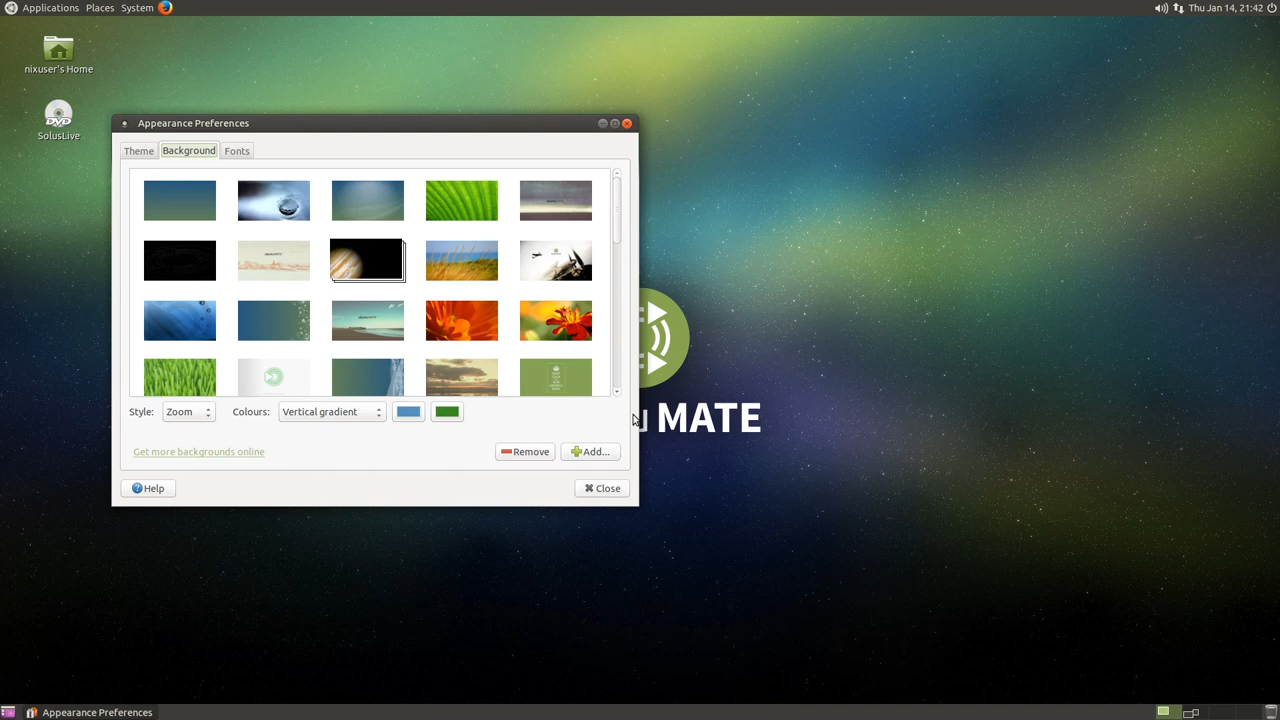 Applications Places System
Thu Jan 14, 21:42
nixuser's Home
SolusLive
Appearance Preferences
Theme Background Fonts
Style: Zoom Colours: Vertical gradient
MATE
Get more backgrounds online Remove Add...
Help Close
Appearance Preferences